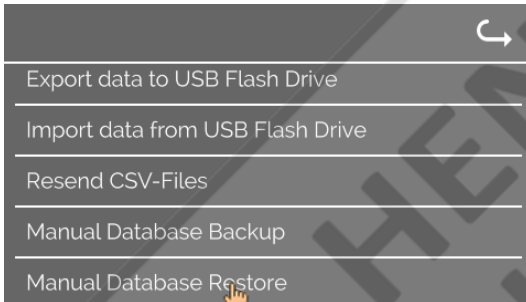 Export data to USB Flash Drive
Import data from USB Flash Drive
Resend CSV-Files
Manual Database Backup
Manual Database Restore
HEN